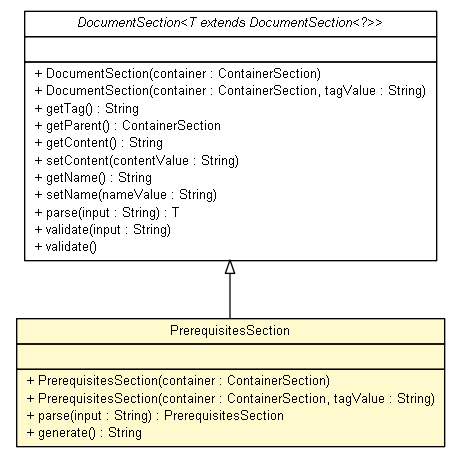 DocumentSection<T extends DocumentSection<?>>
+ DocumentSection(container : ContainerSection)
+ DocumentSection(container : ContainerSection, tagValue : String)
+ getTag() : String
+ getParent() : ContainerSection
+ getContent() : String
+ setContent(contentValue : String)
+ getName() : String
+ setName(nameValue : String)
+ parse(input : String) : T
+ validate(input : String)
+ validate()
PrerequisitesSection
+ PrerequisitesSection(container : ContainerSection)
+ PrerequisitesSection(container : ContainerSection, tagValue : String)
+ parse(input : String) : PrerequisitesSection
+ generate() : String